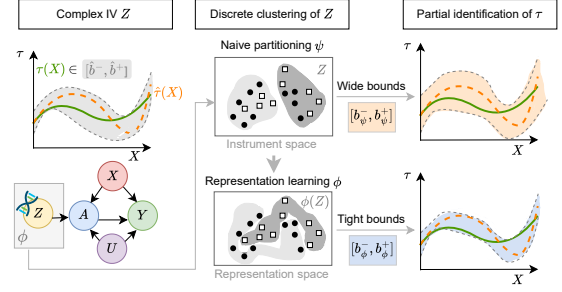 Complex IV Z
Discrete clustering of Z
Partial identification of τ
τ
τ(X) ∈ [b̂⁻, b̂⁺]
τ̂(X)
X
Z
ϕ
X
A
Y
U
Naive partitioning ψ
Z
Instrument space
Representation learning ϕ
ϕ(Z)
Representation space
Wide bounds
[b⁻_ψ, b⁺_ψ]
Tight bounds
[b⁻_ϕ, b⁺_ϕ]
τ
X
τ
X